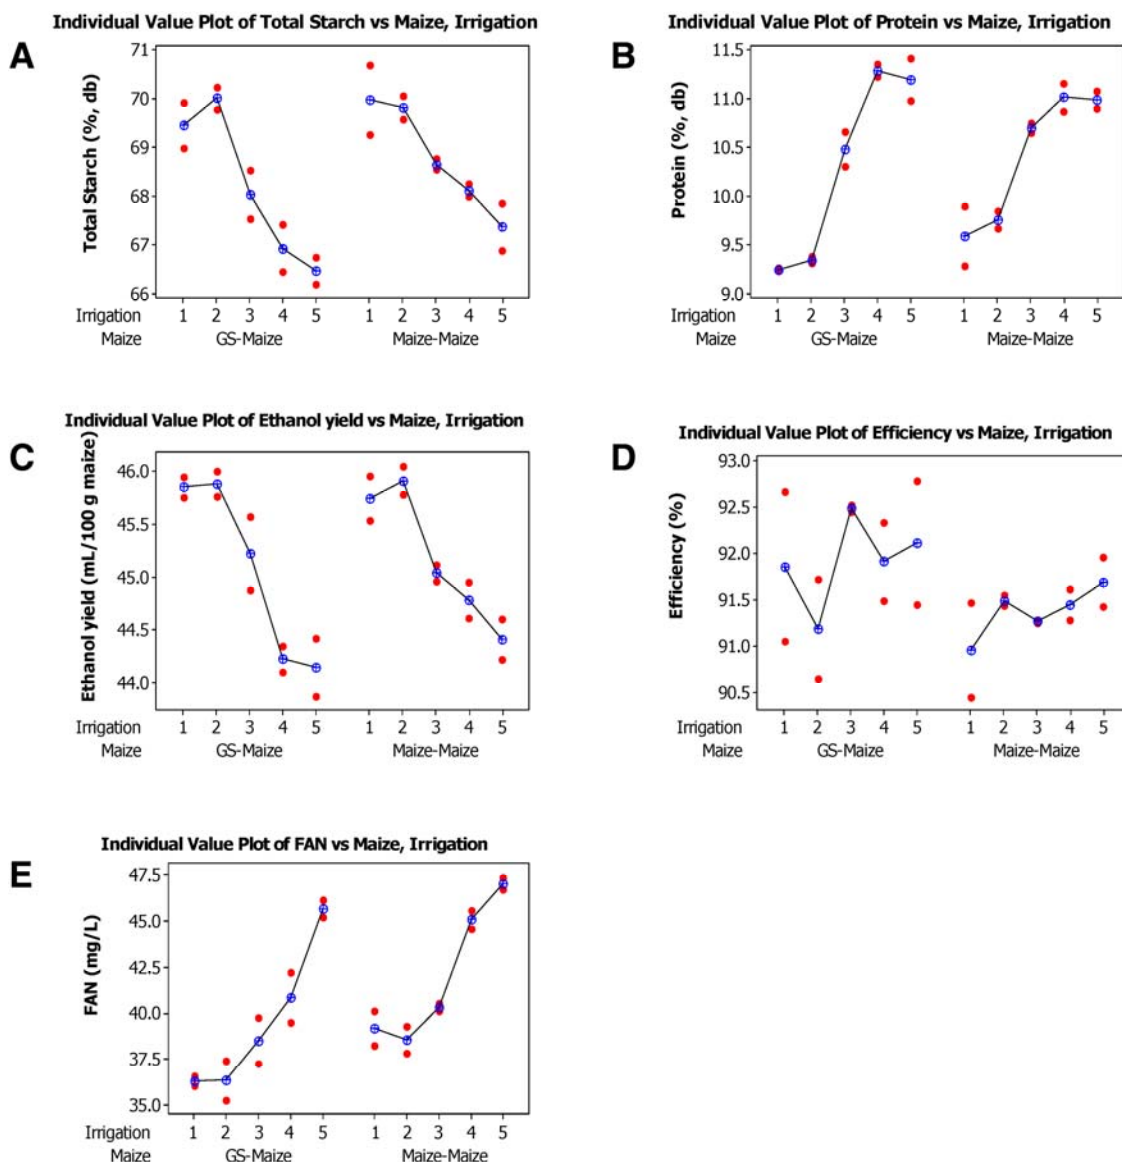 Individual Value Plot of Total Starch vs Maize, Irrigation
A
Total Starch (%, db)
71
70
69
68
67
66
Irrigation 1 2 3 4 5 1 2 3 4 5
Maize GS-Maize Maize-Maize
Individual Value Plot of Protein vs Maize, Irrigation
B
Protein (%, db)
11.5
11.0
10.5
10.0
9.5
9.0
Irrigation 1 2 3 4 5 1 2 3 4 5
Maize GS-Maize Maize-Maize
Individual Value Plot of Ethanol yield vs Maize, Irrigation
C
Ethanol yield (mL/100 g maize)
46.0
45.5
45.0
44.5
44.0
Irrigation 1 2 3 4 5 1 2 3 4 5
Maize GS-Maize Maize-Maize
Individual Value Plot of Efficiency vs Maize, Irrigation
D
Efficiency (%)
93.0
92.5
92.0
91.5
91.0
90.5
Irrigation 1 2 3 4 5 1 2 3 4 5
Maize GS-Maize Maize-Maize
Individual Value Plot of FAN vs Maize, Irrigation
E
FAN (mg/L)
47.5
45.0
42.5
40.0
37.5
35.0
Irrigation 1 2 3 4 5 1 2 3 4 5
Maize GS-Maize Maize-Maize